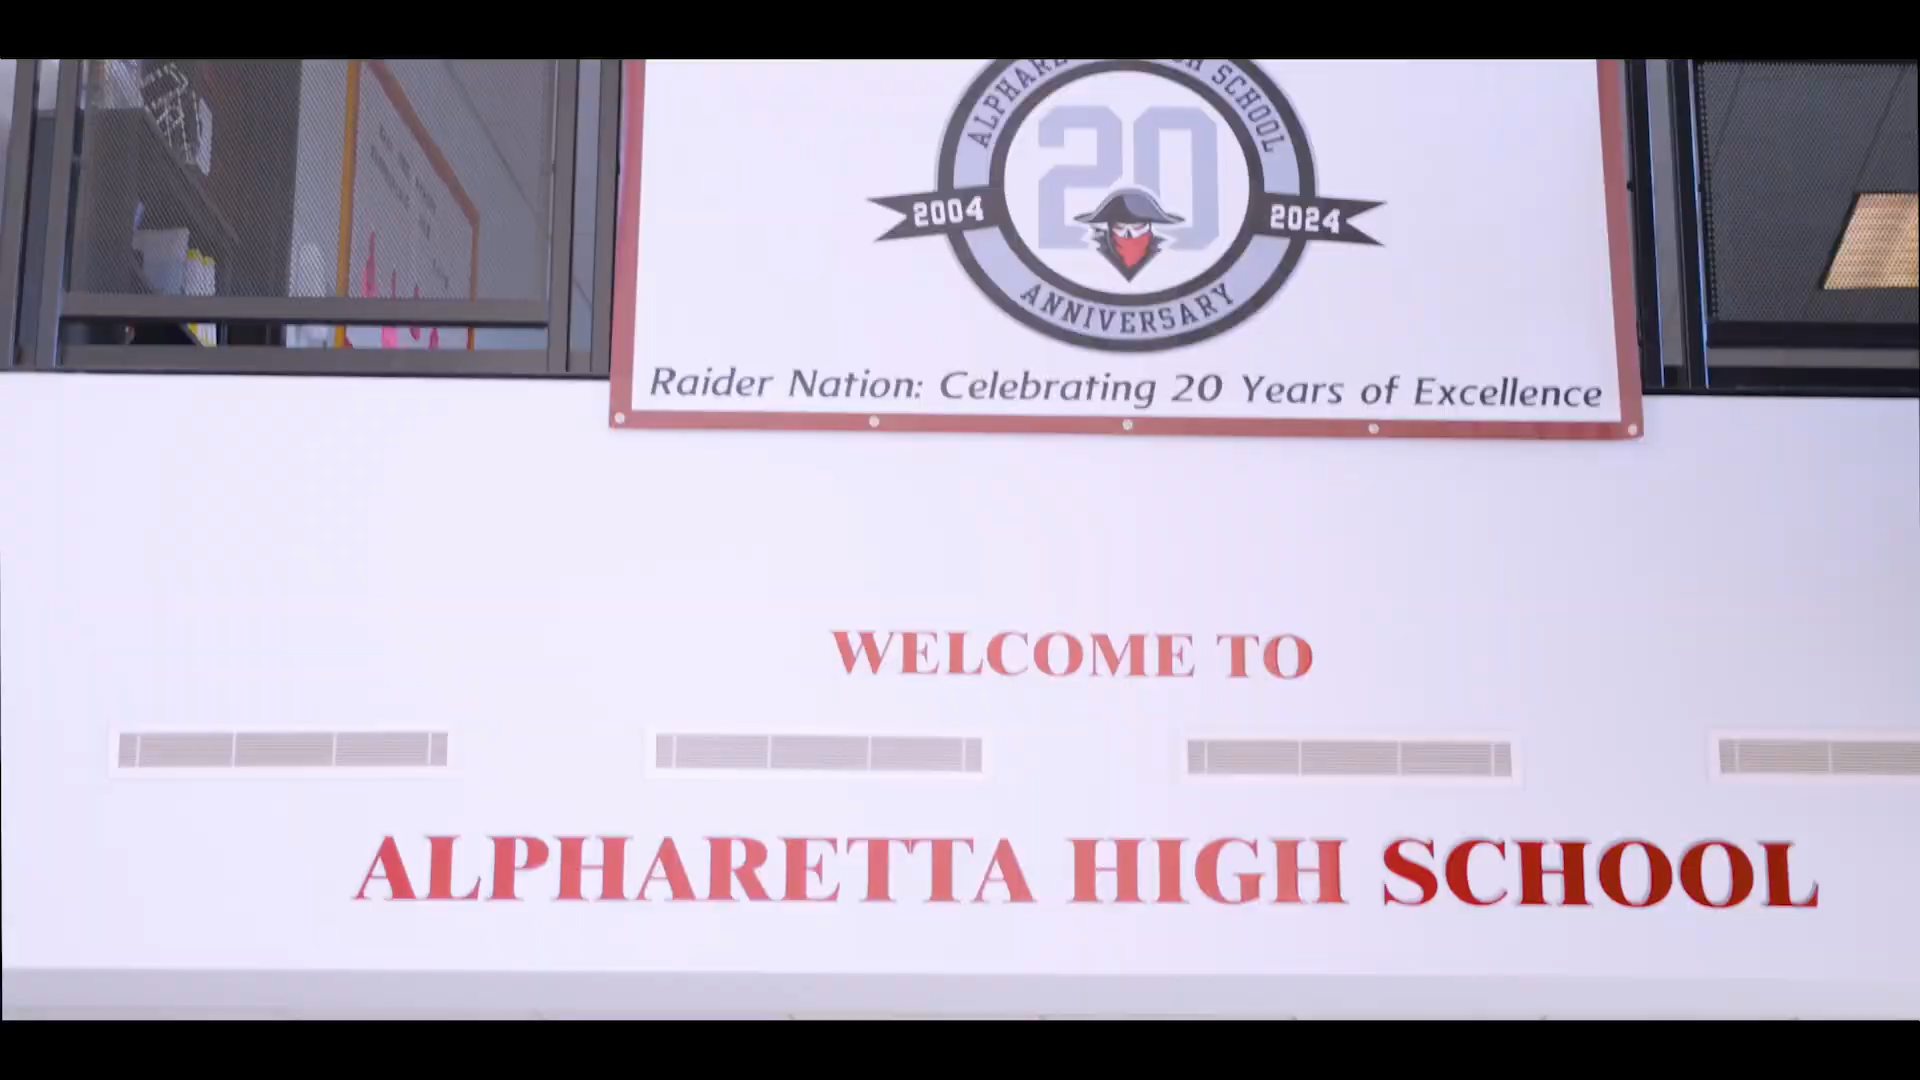 SCHOOL
20
2004
2024
ANNIVERSARY
Raider Nation: Celebrating 20 Years of Excellence
WELCOME TO
ALPHARETTA HIGH SCHOOL